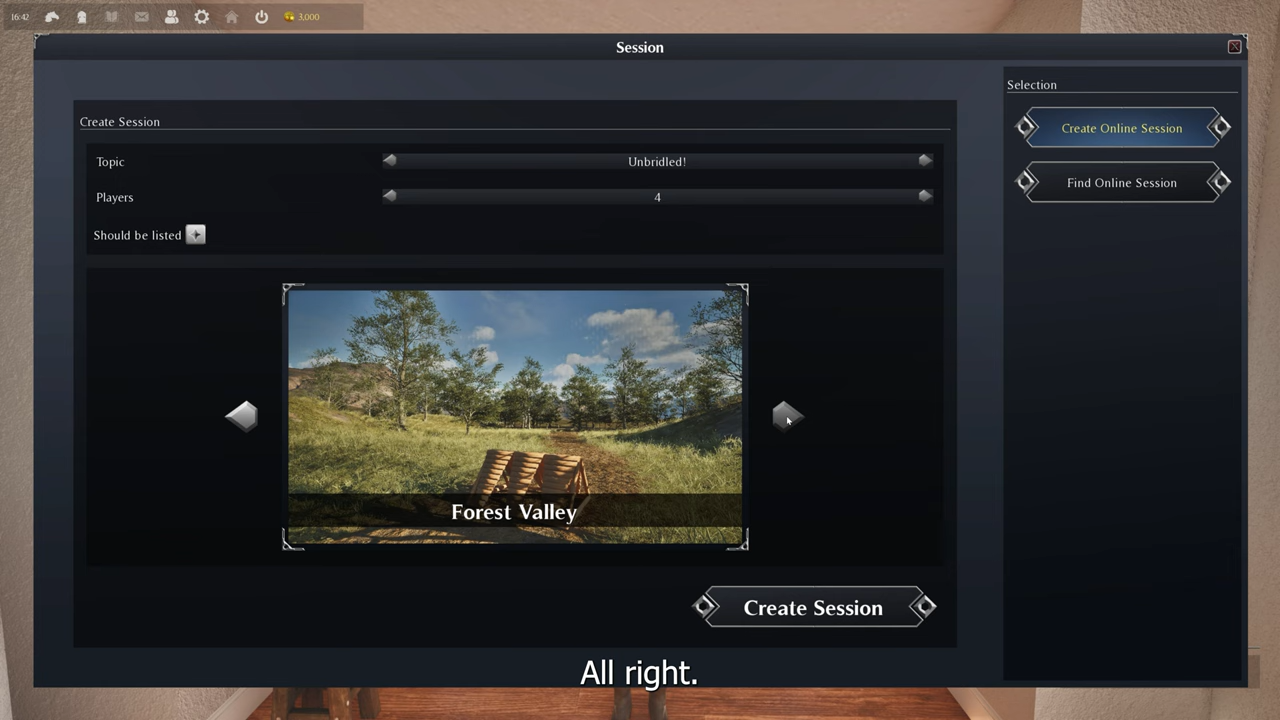 16:42
3,000
Session
Selection
Create Online Session
Find Online Session
Create Session
Topic
Unbridled!
Players
4
Should be listed
Forest Valley
Create Session
All right.